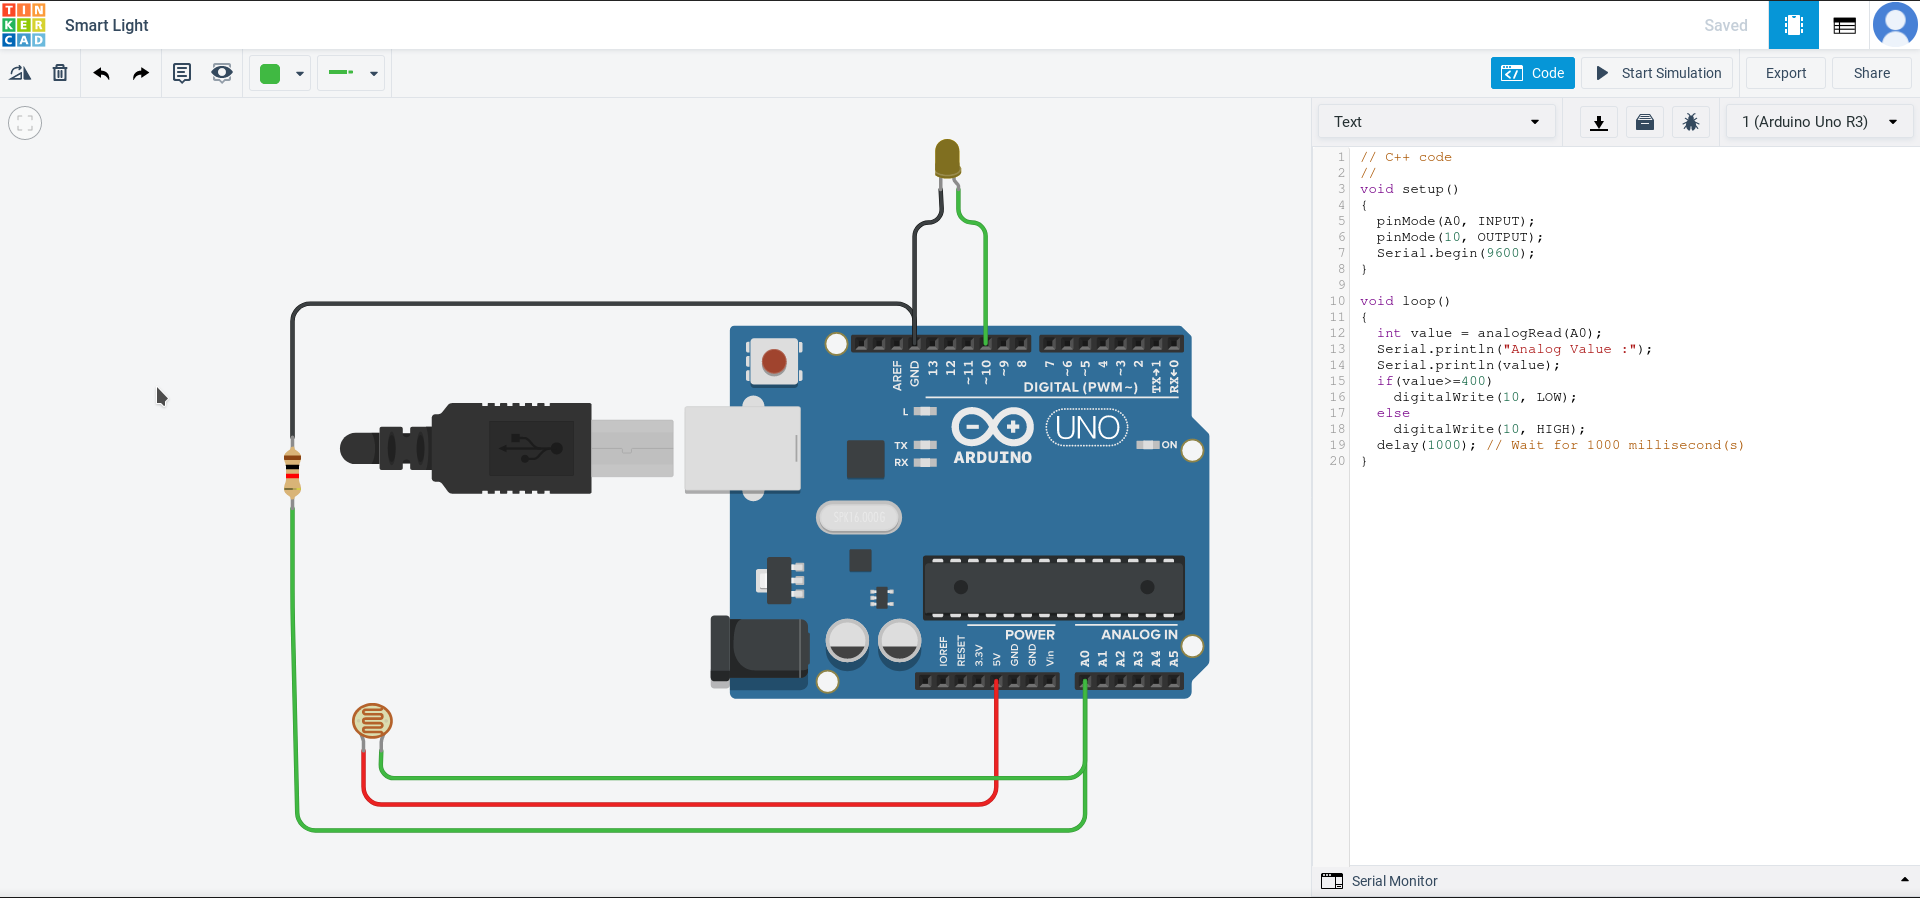 TIN
KER
CAD
Smart Light
Saved
Code
Start Simulation
Export
Share
Text
1 (Arduino Uno R3)
1 // C++ code
2 //
3 void setup()
4 {
5   pinMode(A0, INPUT);
6   pinMode(10, OUTPUT);
7   Serial.begin(9600);
8 }
9
10 void loop()
11 {
12   int value = analogRead(A0);
13   Serial.println("Analog Value :");
14   Serial.println(value);
15   if(value>=400)
16     digitalWrite(10, LOW);
17   else
18     digitalWrite(10, HIGH);
19   delay(1000); // Wait for 1000 millisecond(s)
20 }
AREF GND 13 12 ~11 ~10 ~9 8 7 ~6 ~5 4 ~3 2 TX→1 RX←0
DIGITAL (PWM~)
L
TX
RX
ARDUINO
UNO
ON
POWER
ANALOG IN
IOREF RESET 3.3V 5V GND GND Vin A0 A1 A2 A3 A4 A5
Serial Monitor